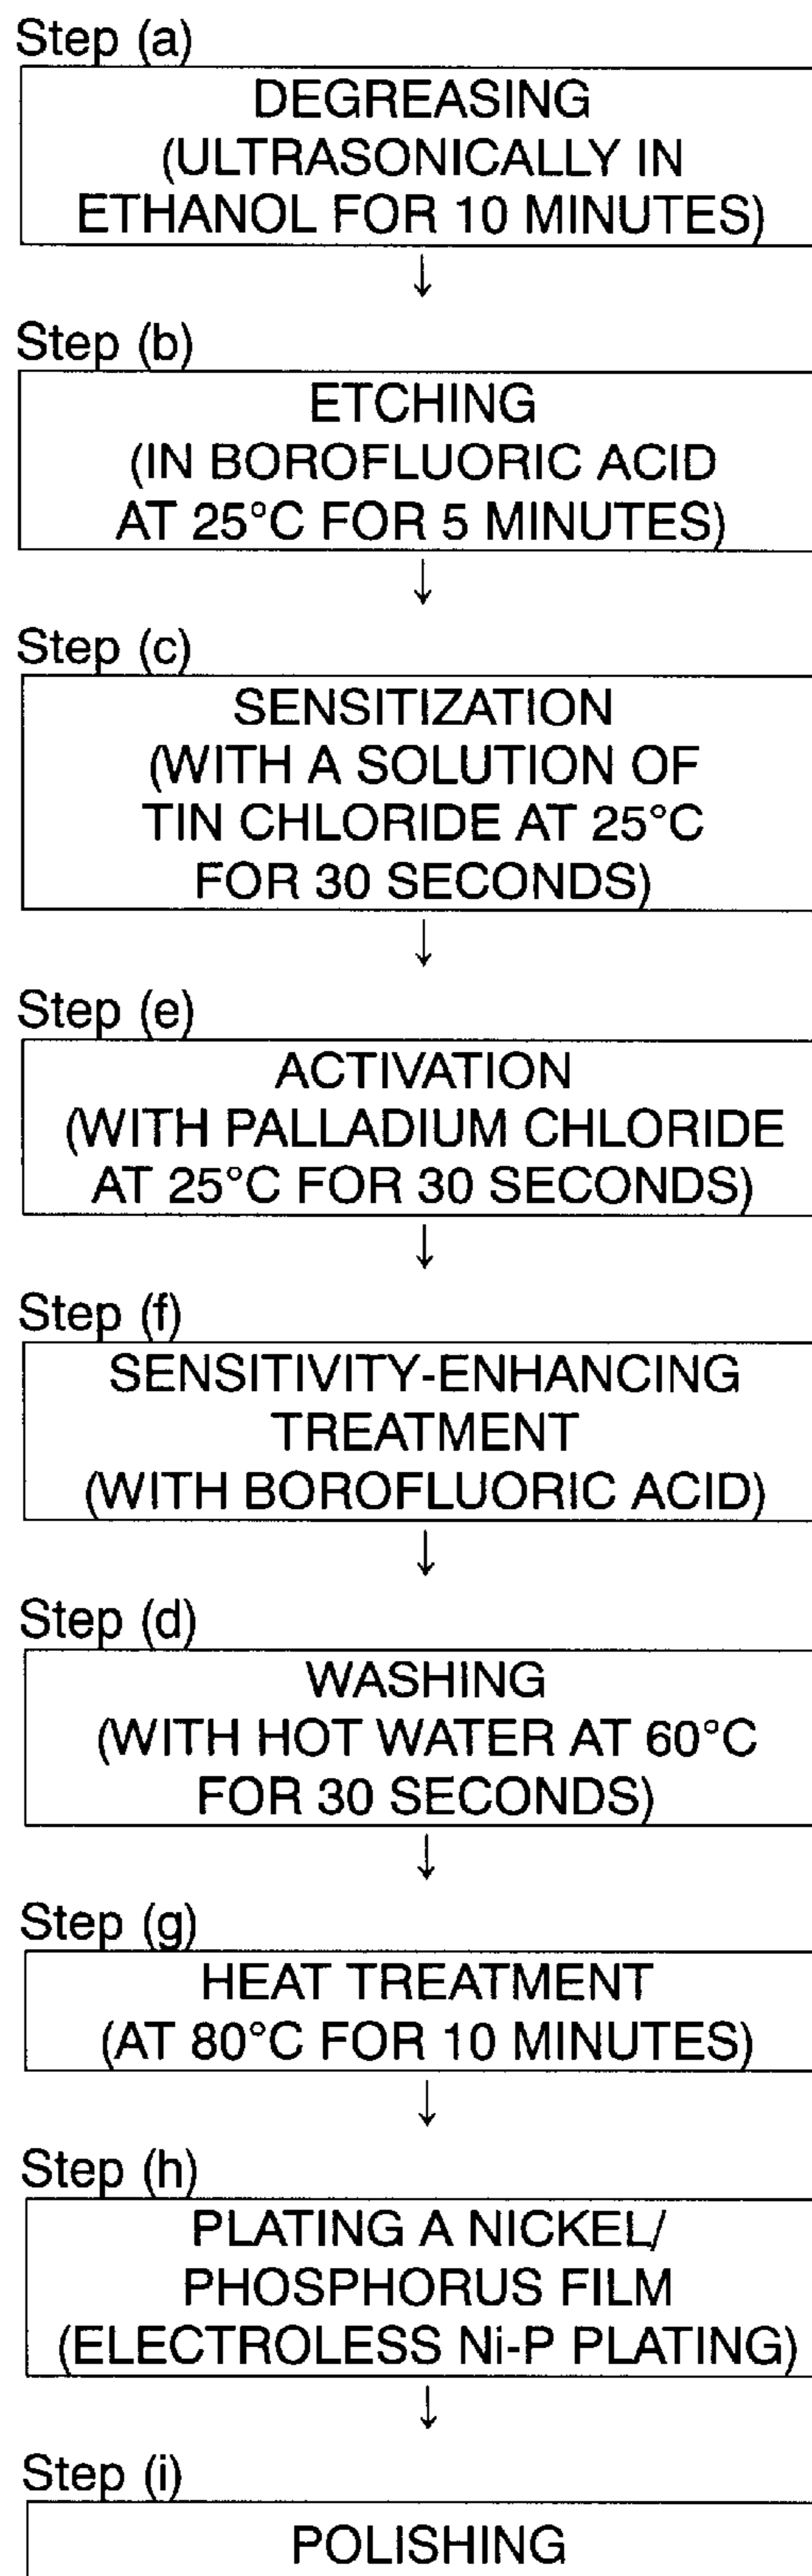 Step (a)
DEGREASING
(ULTRASONICALLY IN
ETHANOL FOR 10 MINUTES)
↓
Step (b)
ETCHING
(IN BOROFLUORIC ACID
AT 25°C FOR 5 MINUTES)
↓
Step (c)
SENSITIZATION
(WITH A SOLUTION OF
TIN CHLORIDE AT 25°C
FOR 30 SECONDS)
↓
Step (e)
ACTIVATION
(WITH PALLADIUM CHLORIDE
AT 25°C FOR 30 SECONDS)
↓
Step (f)
SENSITIVITY-ENHANCING
TREATMENT
(WITH BOROFLUORIC ACID)
↓
Step (d)
WASHING
(WITH HOT WATER AT 60°C
FOR 30 SECONDS)
↓
Step (g)
HEAT TREATMENT
(AT 80°C FOR 10 MINUTES)
↓
Step (h)
PLATING A NICKEL/
PHOSPHORUS FILM
(ELECTROLESS Ni-P PLATING)
↓
Step (i)
POLISHING